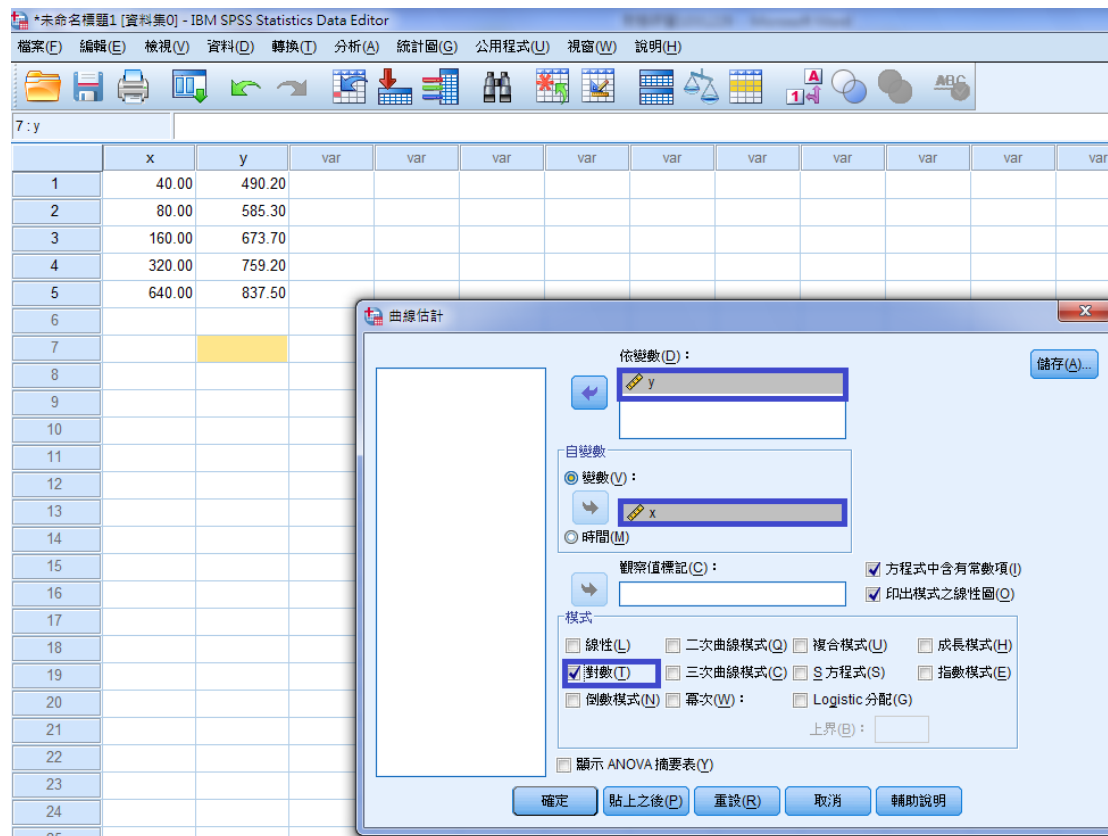 *未命名標題1 [資料集0] - IBM SPSS Statistics Data Editor
檔案(F) 編輯(E) 檢視(V) 資料(D) 轉換(T) 分析(A) 統計圖(G) 公用程式(U) 視窗(W) 說明(H)
A
1
ABC
7 : y
x y var var var var var var var var var var
1 40.00 490.20
2 80.00 585.30
3 160.00 673.70
4 320.00 759.20
5 640.00 837.50
6
7
8
9
10
11
12
13
14
15
16
17
18
19
20
21
22
23
24
25
曲線估計
依變數(D)：
儲存(A)...
y
自變數
變數(V)：
x
時間(M)
觀察值標記(C)：
方程式中含有常數項(I)
印出模式之線性圖(O)
模式
線性(L) 二次曲線模式(Q) 複合模式(U) 成長模式(H)
對數(T) 三次曲線模式(C) S 方程式(S) 指數模式(E)
倒數模式(N) 冪次(W)： Logistic 分配(G)
上界(B)：
顯示 ANOVA 摘要表(Y)
確定 貼上之後(P) 重設(R) 取消 輔助說明